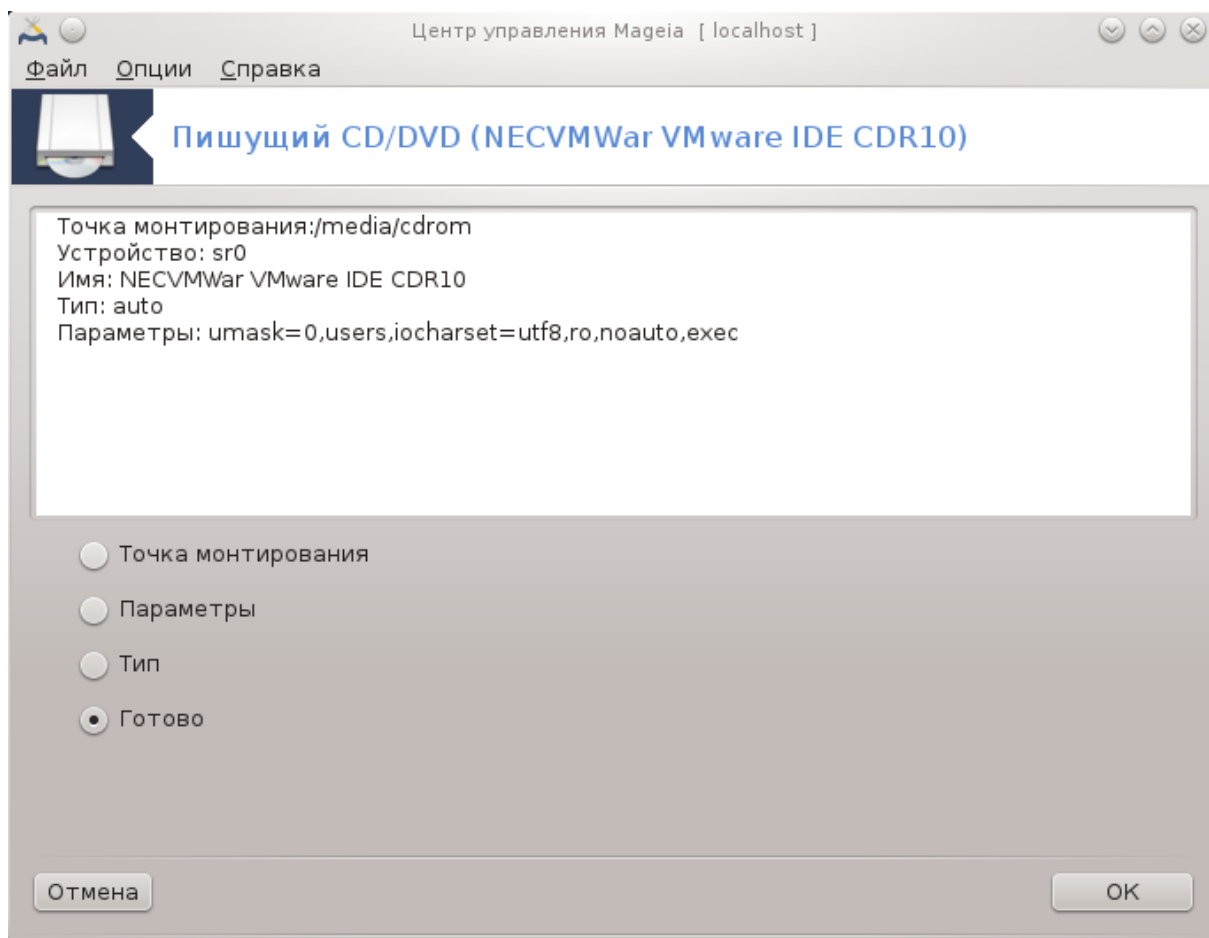 Центр управления Mageia [ localhost ]
Файл Опции Справка
Пишущий CD/DVD (NECVMWar VMware IDE CDR10)
Точка монтирования:/media/cdrom
Устройство: sr0
Имя: NECVMWar VMware IDE CDR10
Тип: auto
Параметры: umask=0,users,iocharset=utf8,ro,noauto,exec
Точка монтирования
Параметры
Тип
Готово
Отмена OK